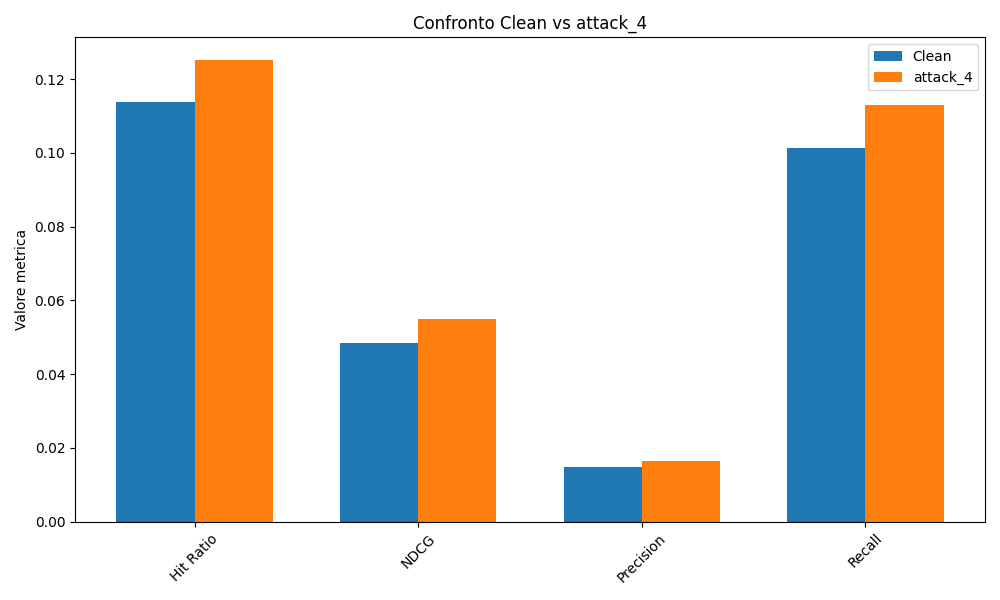 Confronto Clean vs attack_4
Clean
attack_4
Valore metrica
0.12
0.10
0.08
0.06
0.04
0.02
0.00
Hit Ratio
NDCG
Precision
Recall